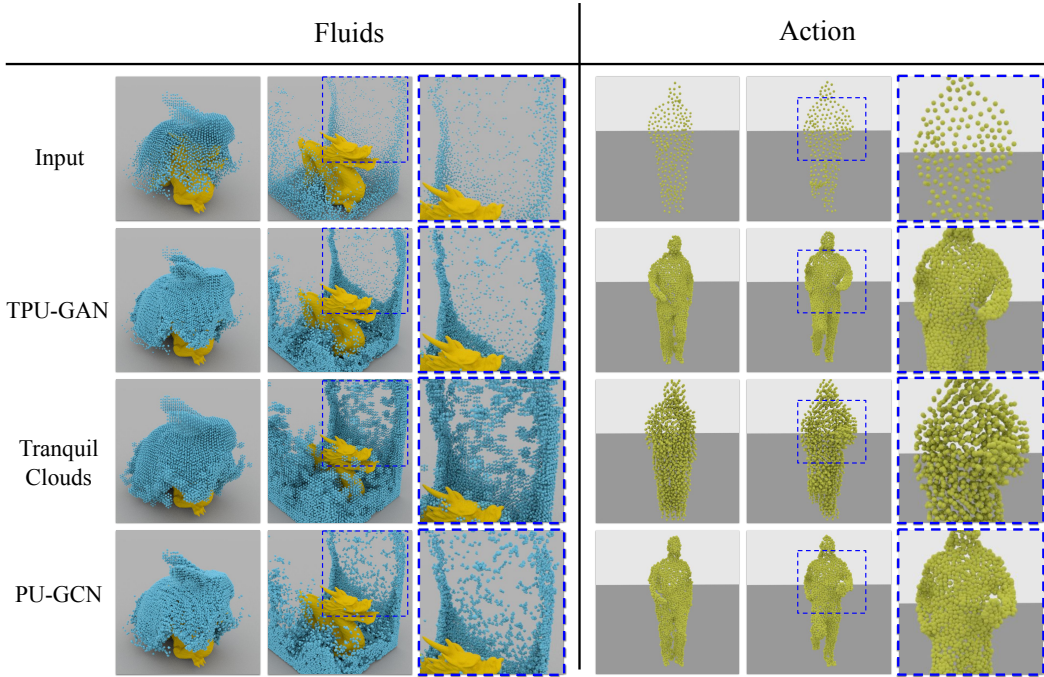 Fluids
Action
Input
TPU-GAN
Tranquil
Clouds
PU-GCN